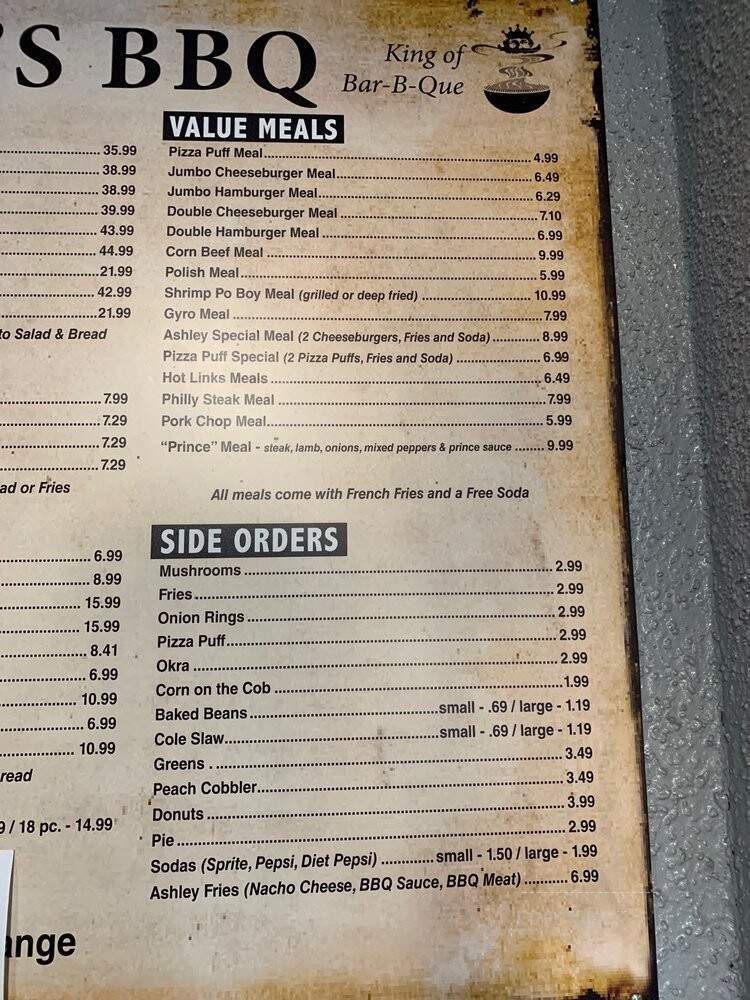 'S BBQ
King of
Bar-B-Que
35.99
38.99
38.99
39.99
43.99
44.99
21.99
42.99
21.99
to Salad & Bread
7.99
7.29
7.29
7.29
ad or Fries
6.99
8.99
15.99
15.99
8.41
6.99
10.99
6.99
10.99
read
9 / 18 pc. - 14.99
ange
VALUE MEALS
Pizza Puff Meal 4.99
Jumbo Cheeseburger Meal 6.49
Jumbo Hamburger Meal 6.29
Double Cheeseburger Meal 7.10
Double Hamburger Meal 6.99
Corn Beef Meal 9.99
Polish Meal 5.99
Shrimp Po Boy Meal (grilled or deep fried) 10.99
Gyro Meal 7.99
Ashley Special Meal (2 Cheeseburgers, Fries and Soda) 8.99
Pizza Puff Special (2 Pizza Puffs, Fries and Soda) 6.99
Hot Links Meals 6.49
Philly Steak Meal 7.99
Pork Chop Meal 5.99
"Prince" Meal - steak, lamb, onions, mixed peppers & prince sauce 9.99
All meals come with French Fries and a Free Soda
SIDE ORDERS
Mushrooms 2.99
Fries 2.99
Onion Rings 2.99
Pizza Puff 2.99
Okra 2.99
Corn on the Cob 1.99
Baked Beans small - .69 / large - 1.19
Cole Slaw small - .69 / large - 1.19
Greens 3.49
Peach Cobbler 3.49
Donuts 3.99
Pie 2.99
Sodas (Sprite, Pepsi, Diet Pepsi) small - 1.50 / large - 1.99
Ashley Fries (Nacho Cheese, BBQ Sauce, BBQ Meat) 6.99